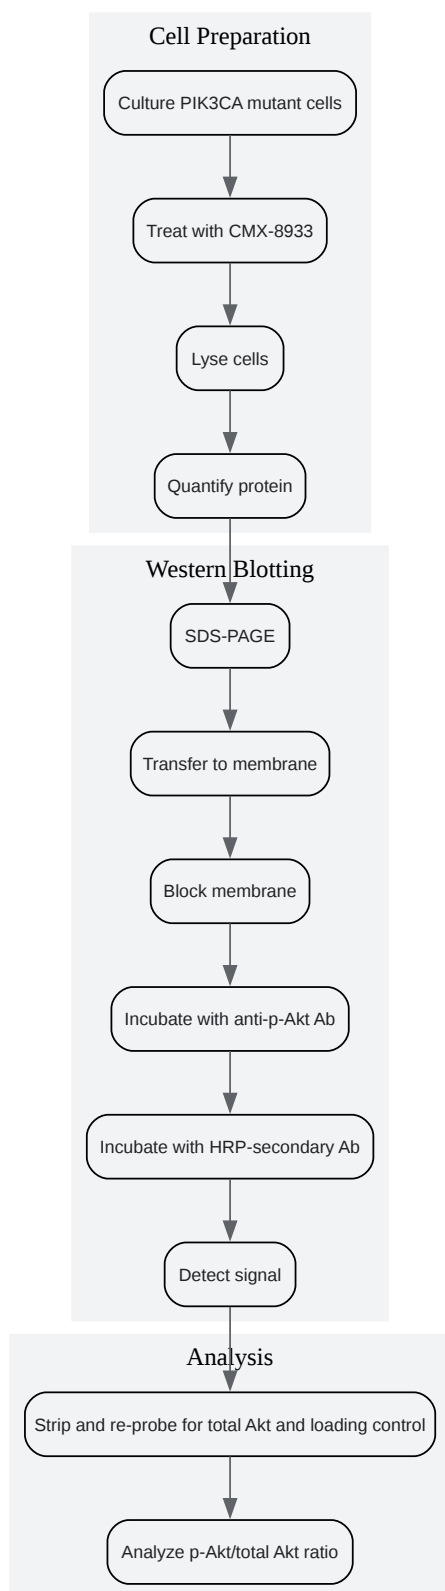 Cell Preparation
Culture PIK3CA mutant cells
Treat with CMX-8933
Lyse cells
Quantify protein
Western Blotting
SDS-PAGE
Transfer to membrane
Block membrane
Incubate with anti-p-Akt Ab
Incubate with HRP-secondary Ab
Detect signal
Analysis
Strip and re-probe for total Akt and loading control
Analyze p-Akt/total Akt ratio